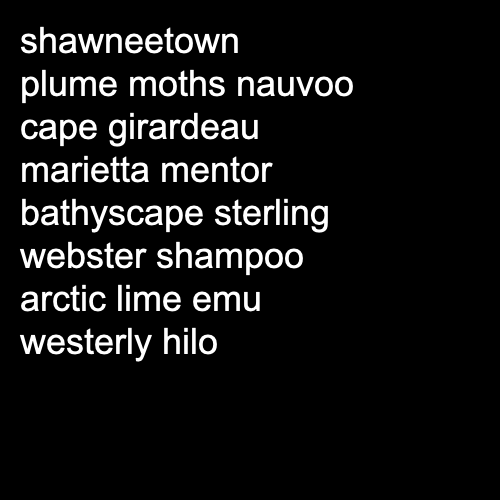 shawneetown
plume moths nauvoo
cape girardeau
marietta mentor
bathyscape sterling
webster shampoo
arctic lime emu
westerly hilo